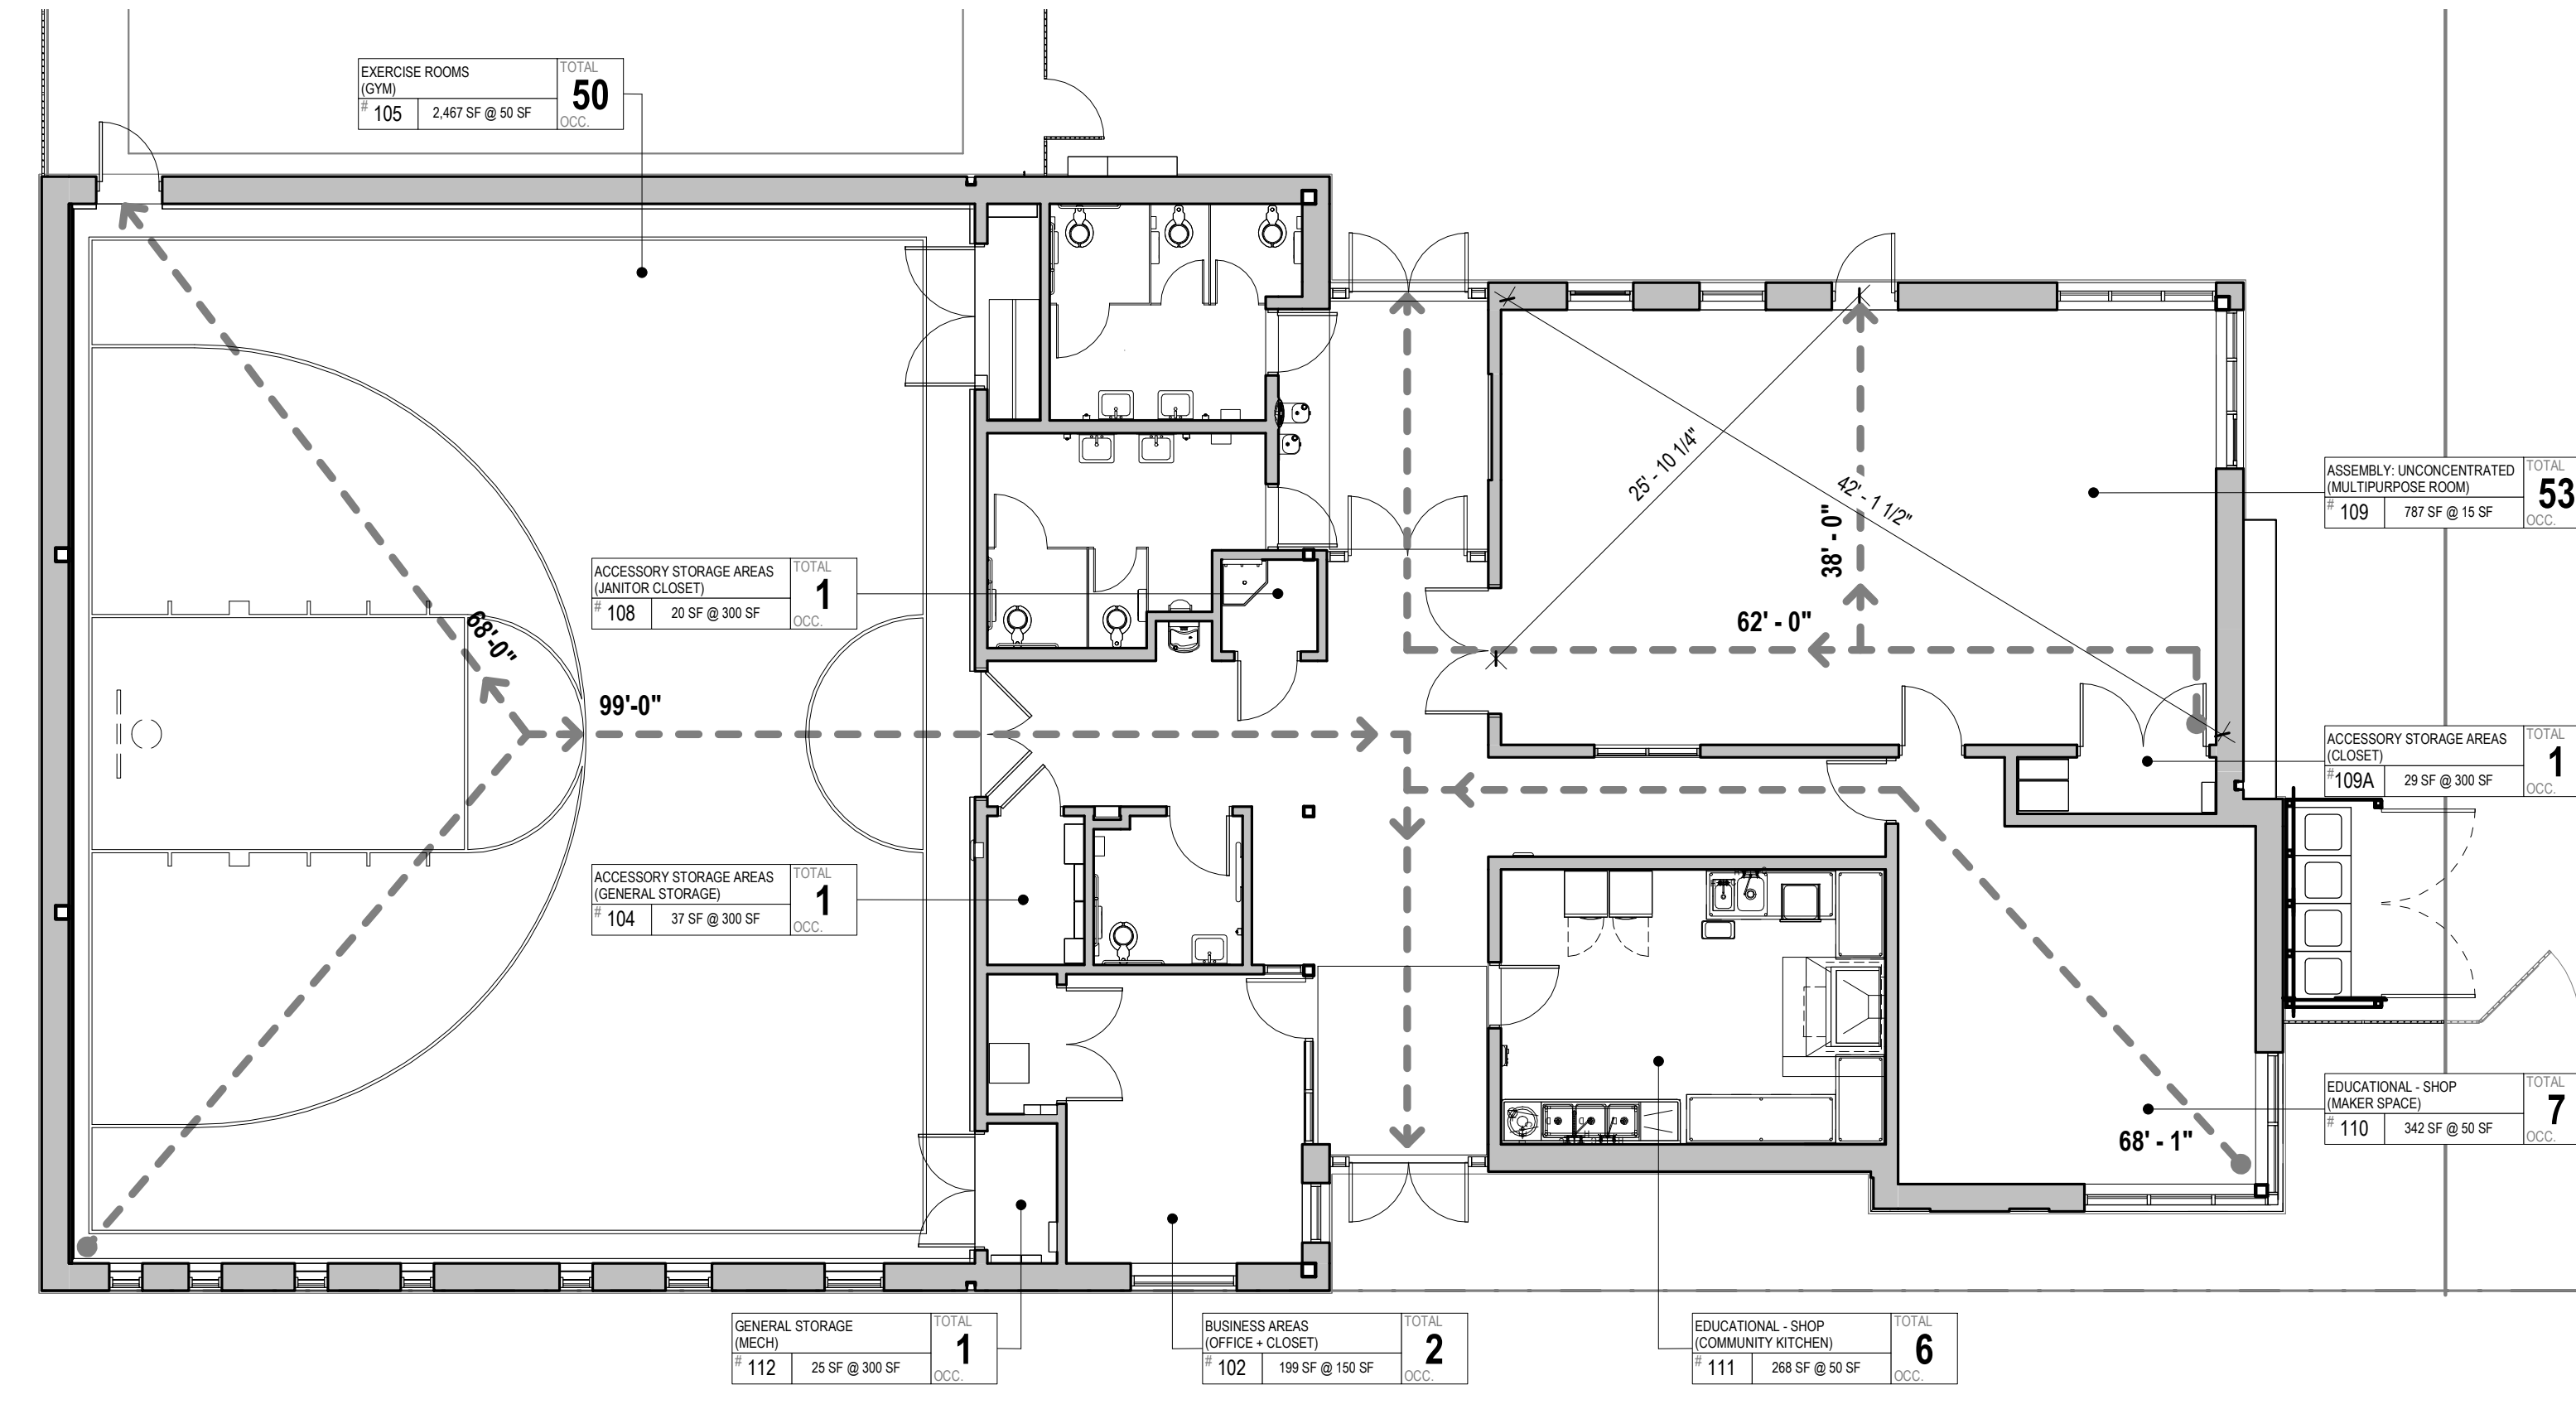 EXERCISE ROOMS
(GYM)
# 105
2,467 SF @ 50 SF
TOTAL
50
OCC.
25' - 10 1/4"
42' - 1 1/2"
38' - 0"
62' - 0"
ASSEMBLY: UNCONCENTRATED
(MULTIPURPOSE ROOM)
# 109
787 SF @ 15 SF
TOTAL
53
OCC.
ACCESSORY STORAGE AREAS
(JANITOR CLOSET)
# 108
20 SF @ 300 SF
TOTAL
1
OCC.
68'-0"
99'-0"
ACCESSORY STORAGE AREAS
(CLOSET)
# 109A
29 SF @ 300 SF
TOTAL
1
OCC.
ACCESSORY STORAGE AREAS
(GENERAL STORAGE)
# 104
37 SF @ 300 SF
TOTAL
1
OCC.
EDUCATIONAL - SHOP
(MAKER SPACE)
# 110
342 SF @ 50 SF
TOTAL
7
OCC.
68' - 1"
GENERAL STORAGE
(MECH)
# 112
25 SF @ 300 SF
TOTAL
1
OCC.
BUSINESS AREAS
(OFFICE + CLOSET)
# 102
199 SF @ 150 SF
TOTAL
2
OCC.
EDUCATIONAL - SHOP
(COMMUNITY KITCHEN)
# 111
268 SF @ 50 SF
TOTAL
6
OCC.